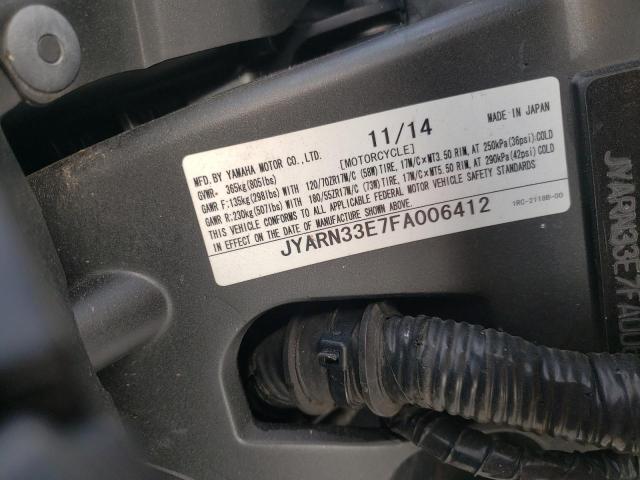 11/14
MADE IN JAPAN
MFD. BY YAMAHA MOTOR CO., LTD.
[MOTORCYCLE]
GVWR- 365kg(805lbs)
GAWR F:135kg(298lbs) WITH 120/70ZR17M/C (58W) TIRE, 17M/C×MT3.50 RIM, AT 250kPa(36psi)COLD
GAWR R:230kg(507lbs) WITH 180/55ZR17M/C (73W) TIRE, 17M/C×MT5.50 RIM, AT 290kPa(42psi)COLD
THIS VEHICLE CONFORMS TO ALL APPLICABLE FEDERAL MOTOR VEHICLE SAFETY STANDARDS
IN EFFECT ON THE DATE OF MANUFACTURE SHOWN ABOVE.
JYARN33E7FA006412
1RC-2118B-00
JYARN33E7FA00